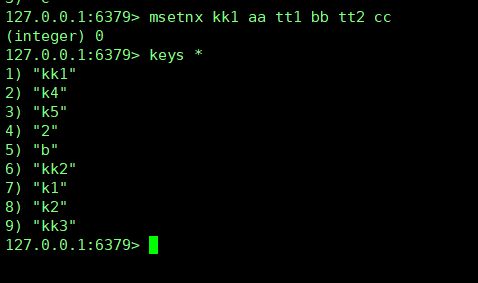 127.0.0.1:6379> msetnx kk1 aa tt1 bb tt2 cc
(integer) 0
127.0.0.1:6379> keys *
1) "kk1"
2) "k4"
3) "k5"
4) "2"
5) "b"
6) "kk2"
7) "k1"
8) "k2"
9) "kk3"
127.0.0.1:6379>